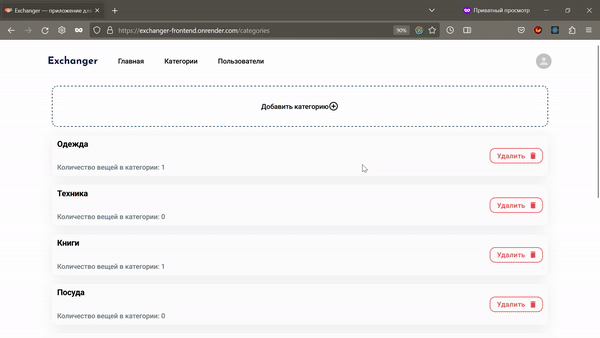 Exchanger — приложение для
Приватный просмотр
https://exchanger-frontend.onrender.com/categories
90%
Exchanger
Главная
Категории
Пользователи
Добавить категорию
Одежда
Количество вещей в категории: 1
Удалить
Техника
Количество вещей в категории: 0
Удалить
Книги
Количество вещей в категории: 1
Удалить
Посуда
Количество вещей в категории: 0
Удалить